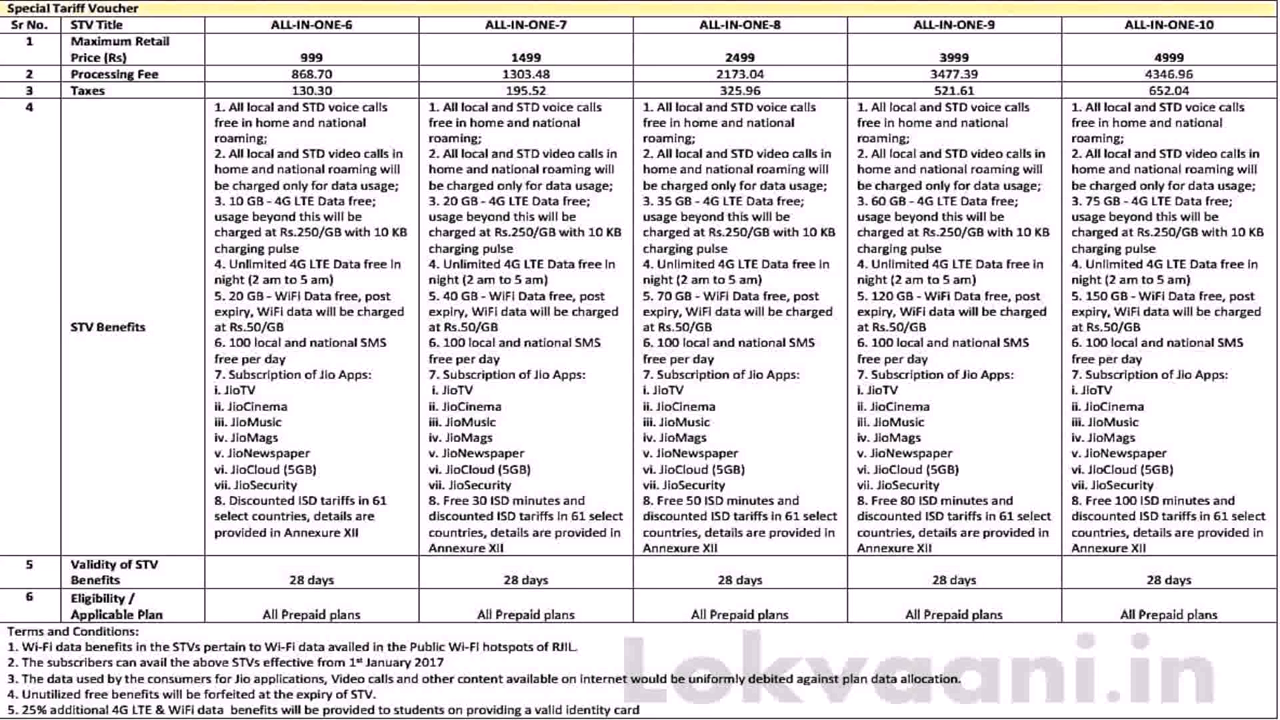 Special Tariff Voucher
Sr No. STV Title ALL-IN-ONE-6 ALL-IN-ONE-7 ALL-IN-ONE-8 ALL-IN-ONE-9 ALL-IN-ONE-10
1 Maximum Retail
Price (Rs) 999 1499 2499 3999 4999
2 Processing Fee 868.70 1303.48 2173.04 3477.39 4346.96
3 Taxes 130.30 195.52 325.96 521.61 652.04
4 STV Benefits
1. All local and STD voice calls
free in home and national
roaming;
2. All local and STD video calls in
home and national roaming will
be charged only for data usage;
3. 10 GB - 4G LTE Data free;
usage beyond this will be
charged at Rs.250/GB with 10 KB
charging pulse
4. Unlimited 4G LTE Data free in
night (2 am to 5 am)
5. 20 GB - WiFi Data free, post
expiry, WiFi data will be charged
at Rs.50/GB
6. 100 local and national SMS
free per day
7. Subscription of Jio Apps:
i. JioTV
ii. JioCinema
iii. JioMusic
iv. JioMags
v. JioNewspaper
vi. JioCloud (5GB)
vii. JioSecurity
8. Discounted ISD tariffs in 61
select countries, details are
provided in Annexure XII
1. All local and STD voice calls
free in home and national
roaming;
2. All local and STD video calls in
home and national roaming will
be charged only for data usage;
3. 20 GB - 4G LTE Data free;
usage beyond this will be
charged at Rs.250/GB with 10 KB
charging pulse
4. Unlimited 4G LTE Data free in
night (2 am to 5 am)
5. 40 GB - WiFi Data free, post
expiry, WiFi data will be charged
at Rs.50/GB
6. 100 local and national SMS
free per day
7. Subscription of Jio Apps:
i. JioTV
ii. JioCinema
iii. JioMusic
iv. JioMags
v. JioNewspaper
vi. JioCloud (5GB)
vii. JioSecurity
8. Free 30 ISD minutes and
discounted ISD tariffs in 61 select
countries, details are provided in
Annexure XII
1. All local and STD voice calls
free in home and national
roaming;
2. All local and STD video calls in
home and national roaming will
be charged only for data usage;
3. 35 GB - 4G LTE Data free;
usage beyond this will be
charged at Rs.250/GB with 10 KB
charging pulse
4. Unlimited 4G LTE Data free in
night (2 am to 5 am)
5. 70 GB - WiFi Data free, post
expiry, WiFi data will be charged
at Rs.50/GB
6. 100 local and national SMS
free per day
7. Subscription of Jio Apps:
i. JioTV
ii. JioCinema
iii. JioMusic
iv. JioMags
v. JioNewspaper
vi. JioCloud (5GB)
vii. JioSecurity
8. Free 50 ISD minutes and
discounted ISD tariffs in 61 select
countries, details are provided in
Annexure XII
1. All local and STD voice calls
free in home and national
roaming;
2. All local and STD video calls in
home and national roaming will
be charged only for data usage;
3. 60 GB - 4G LTE Data free;
usage beyond this will be
charged at Rs.250/GB with 10 KB
charging pulse
4. Unlimited 4G LTE Data free in
night (2 am to 5 am)
5. 120 GB - WiFi Data free, post
expiry, WiFi data will be charged
at Rs.50/GB
6. 100 local and national SMS
free per day
7. Subscription of Jio Apps:
i. JioTV
ii. JioCinema
iii. JioMusic
iv. JioMags
v. JioNewspaper
vi. JioCloud (5GB)
vii. JioSecurity
8. Free 80 ISD minutes and
discounted ISD tariffs in 61 select
countries, details are provided in
Annexure XII
1. All local and STD voice calls
free in home and national
roaming;
2. All local and STD video calls in
home and national roaming will
be charged only for data usage;
3. 75 GB - 4G LTE Data free;
usage beyond this will be
charged at Rs.250/GB with 10 KB
charging pulse
4. Unlimited 4G LTE Data free in
night (2 am to 5 am)
5. 150 GB - WiFi Data free, post
expiry, WiFi data will be charged
at Rs.50/GB
6. 100 local and national SMS
free per day
7. Subscription of Jio Apps:
i. JioTV
ii. JioCinema
iii. JioMusic
iv. JioMags
v. JioNewspaper
vi. JioCloud (5GB)
vii. JioSecurity
8. Free 100 ISD minutes and
discounted ISD tariffs in 61 select
countries, details are provided in
Annexure XII
5 Validity of STV
Benefits 28 days 28 days 28 days 28 days 28 days
6 Eligibility /
Applicable Plan All Prepaid plans All Prepaid plans All Prepaid plans All Prepaid plans All Prepaid plans
Terms and Conditions:
1. Wi-Fi data benefits in the STVs pertain to Wi-Fi data availed in the Public Wi-Fi hotspots of RJIL.
2. The subscribers can avail the above STVs effective from 1st January 2017
3. The data used by the consumers for Jio applications, Video calls and other content available on internet would be uniformly debited against plan data allocation.
4. Unutilized free benefits will be forfeited at the expiry of STV.
5. 25% additional 4G LTE & WiFi data benefits will be provided to students on providing a valid identity card
Lokvaani.in